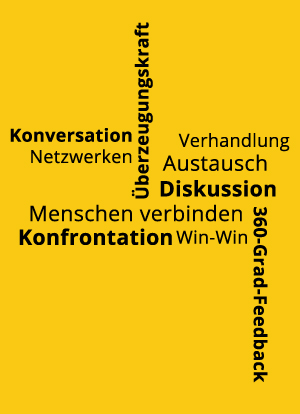 Überzeugungskraft
Konversation
Verhandlung
Netzwerken
Austausch
Diskussion
Menschen verbinden
Konfrontation
Win-Win
360-Grad-Feedback